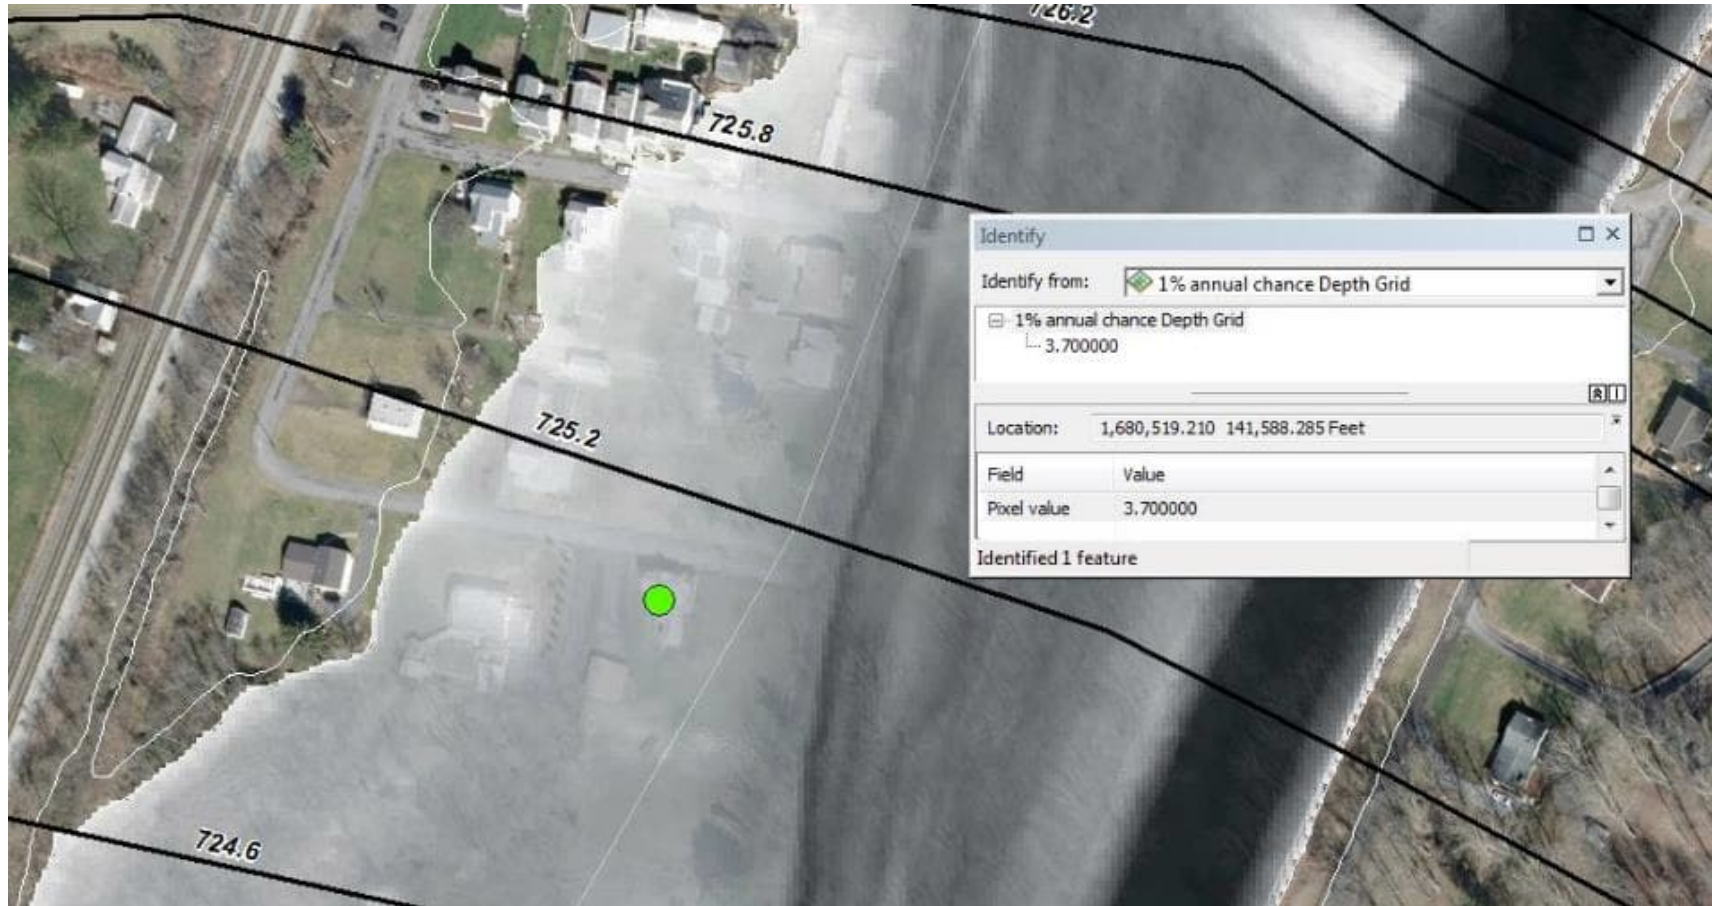 726.2
725.8
725.2
724.6
Identify
Identify from: 1% annual chance Depth Grid
1% annual chance Depth Grid
3.700000
Location: 1,680,519.210 141,588.285 Feet
Field Value
Pixel value 3.700000
Identified 1 feature